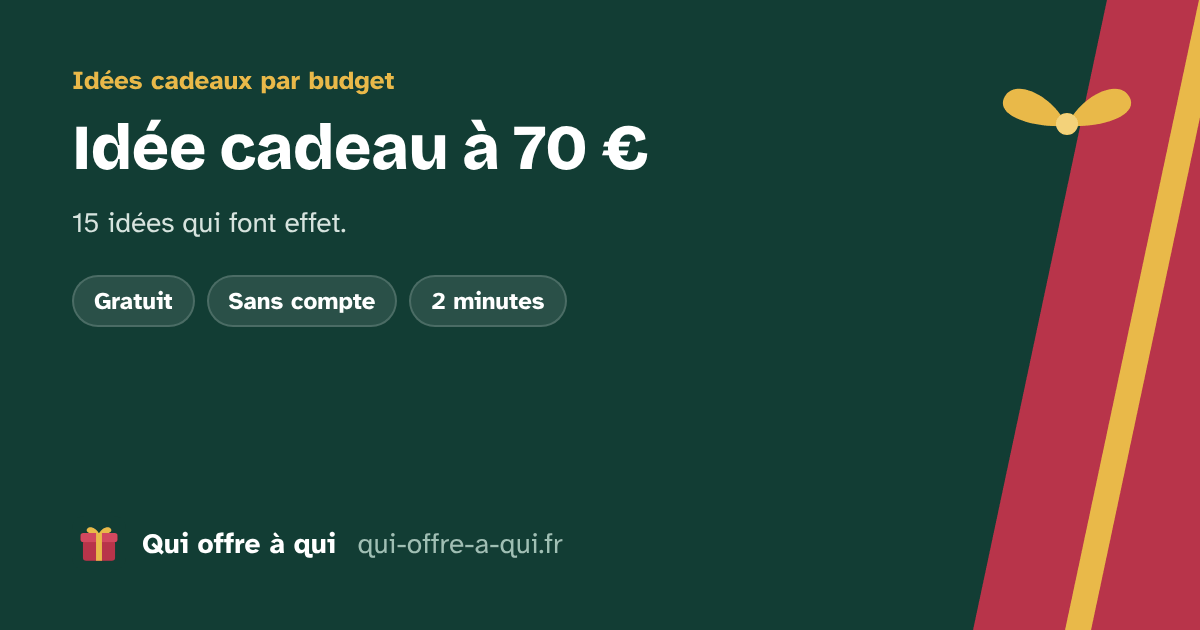 Idées cadeaux par budget
Idée cadeau à 70 €
15 idées qui font effet.
Gratuit Sans compte 2 minutes
Qui offre à qui qui-offre-a-qui.fr